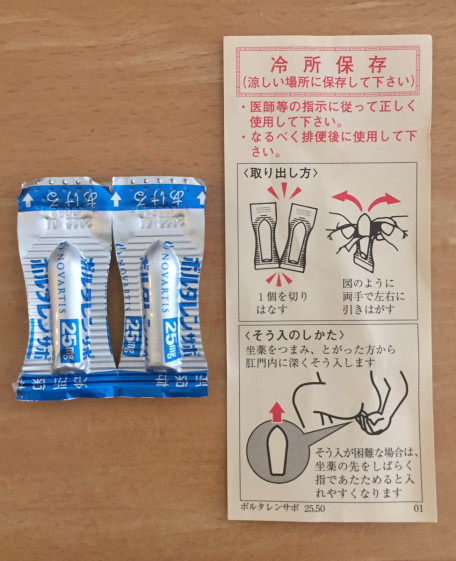 あける
あける
NOVARTIS
ボルタレンサポ
25mg
NOVARTIS
ボルタレンサポ
25mg
冷所保存
冷所保存
(涼しい場所に保存して下さい)
・医師等の指示に従って正しく
使用して下さい。
・なるべく排便後に使用して下
さい。
〈取り出し方〉
1個を切り
はなす
図のように
両手で左右に
引きはがす
〈そう入のしかた〉
坐薬をつまみ、とがった方から
肛門内に深くそう入します
そう入が困難な場合は、
坐薬の先をしばらく
指であたためると入
れやすくなります
ボルタレンサポ 25.50
01